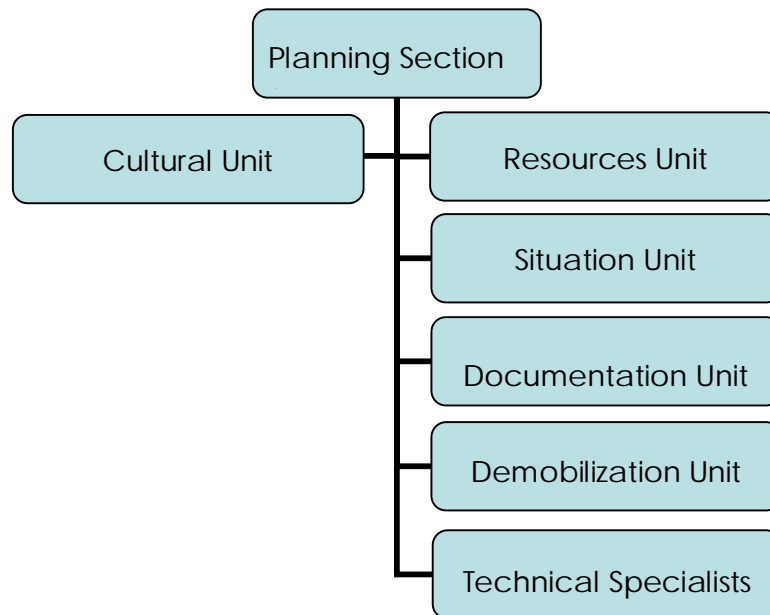 Planning Section
Cultural Unit
Resources Unit
Situation Unit
Documentation Unit
Demobilization Unit
Technical Specialists